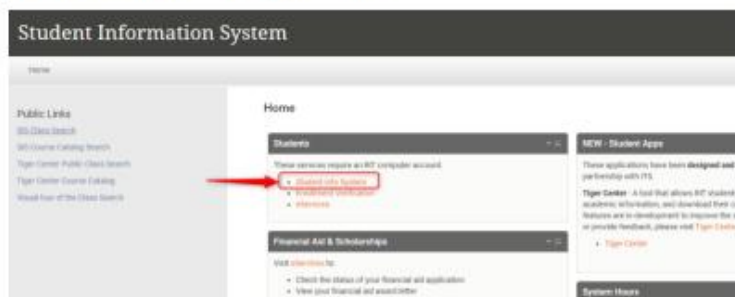 Student Information System
Home
Public Links
SIS Class Search
SIS Course Catalog Search
Tiger Center Public Class Search
Tiger Center Course Catalog
Visual tour of the Class Search
Home
Students
These services require an RIT computer account.
Student Info System
Enrollment Verification
eServices
Financial Aid & Scholarships
Visit eServices to:
Check the status of your financial aid application
View your financial aid award letter
NEW - Student Apps
These applications have been designed and
partnership with ITS.
Tiger Center - A tool that allows RIT students
academic information, and download their
features are in development to improve the
or provide feedback, please visit Tiger Center
Tiger Center
System Hours